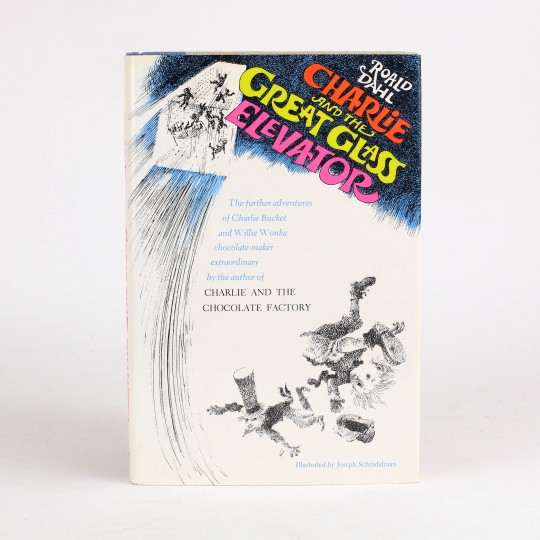 ROALD
DAHL
CHARLIE
AND THE
GREAT GLASS
ELEVATOR
The further adventures
of Charlie Bucket
and Willie Wonka
chocolate-maker
extraordinary
by the author of
CHARLIE AND THE
CHOCOLATE FACTORY
Illustrated by Joseph Schindelman